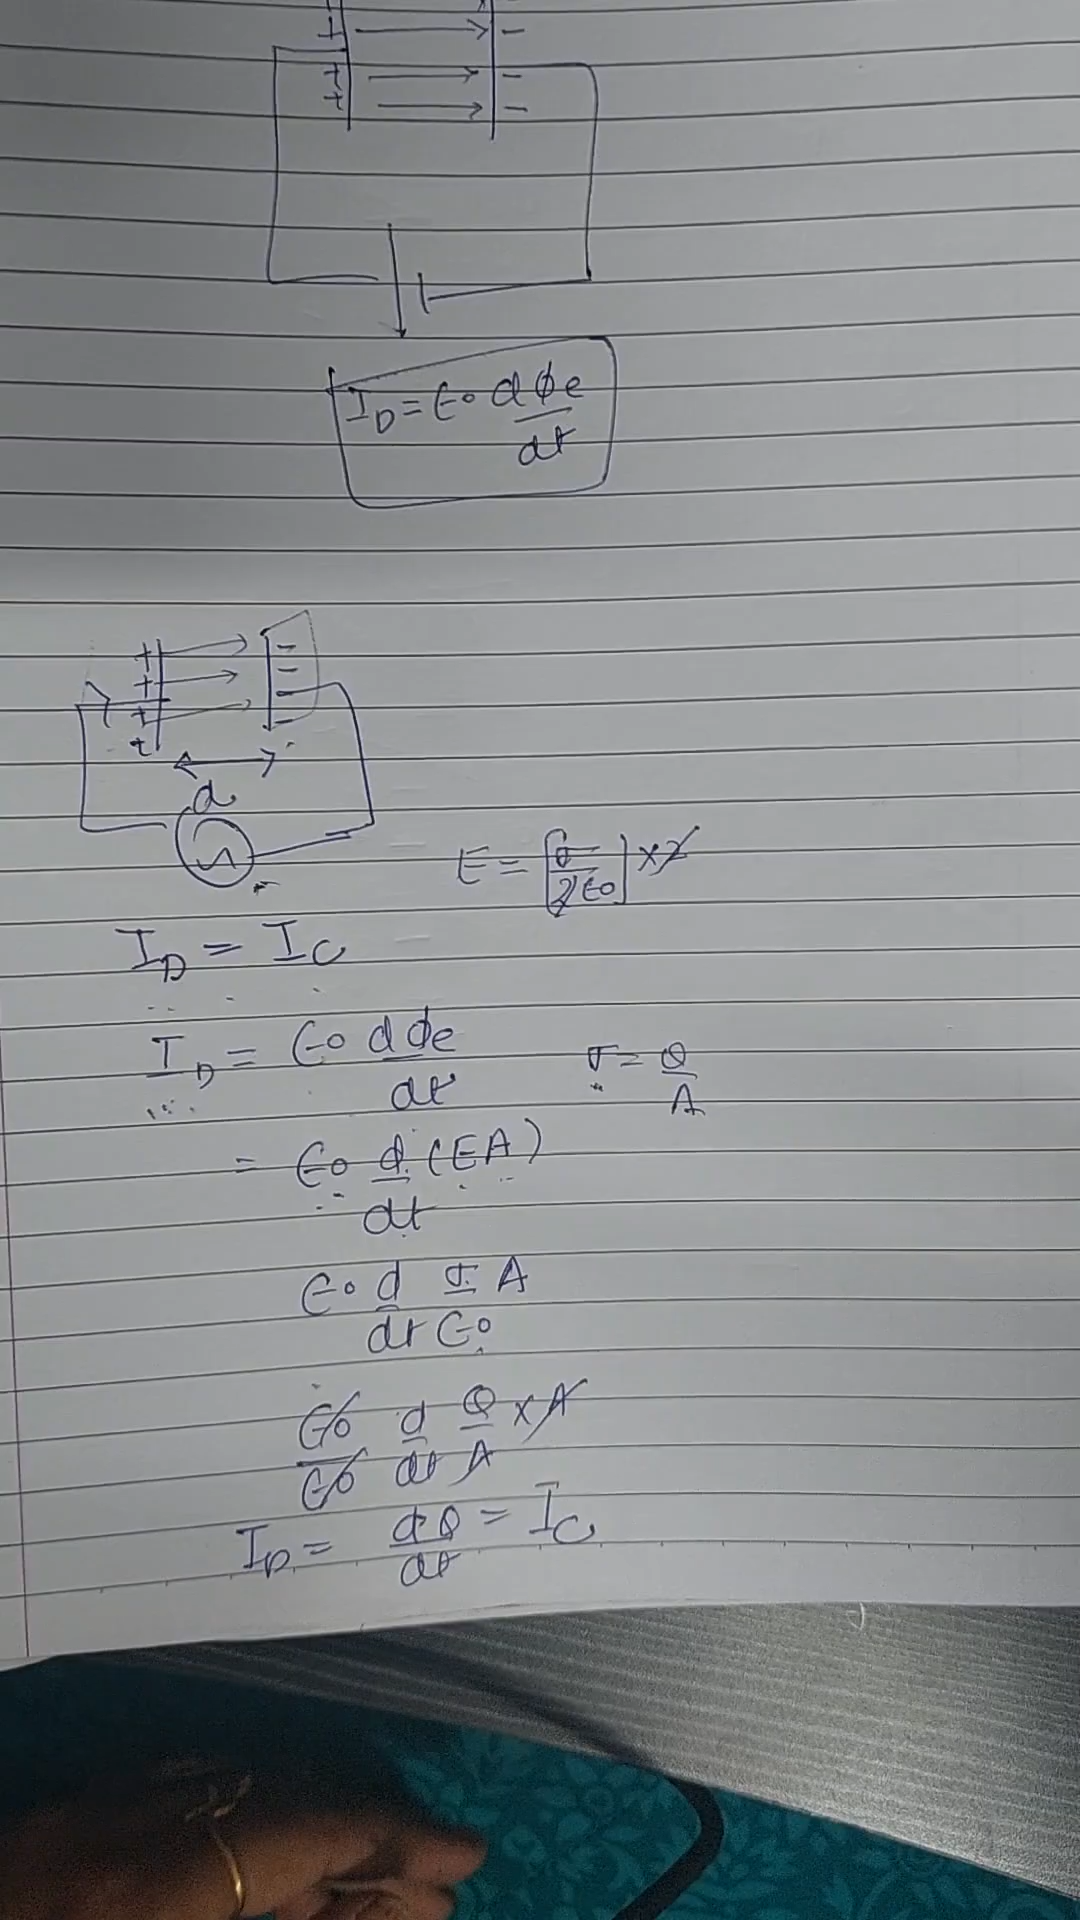 + -
+ -
+ -
I_D = ϵ₀ dϕe/dt
+ -
+ -
+ -
+ -
d
E = [σ/2ϵ₀] × 2
I_D = I_C
I_D = ϵ₀ dϕe/dt
σ = Q/A
= ϵ₀ d/dt (EA)
ϵ₀ d/dt σ/ϵ₀ A
ϵ₀/ϵ₀ d/dt Q/A × A
I_D = dQ/dt = I_C